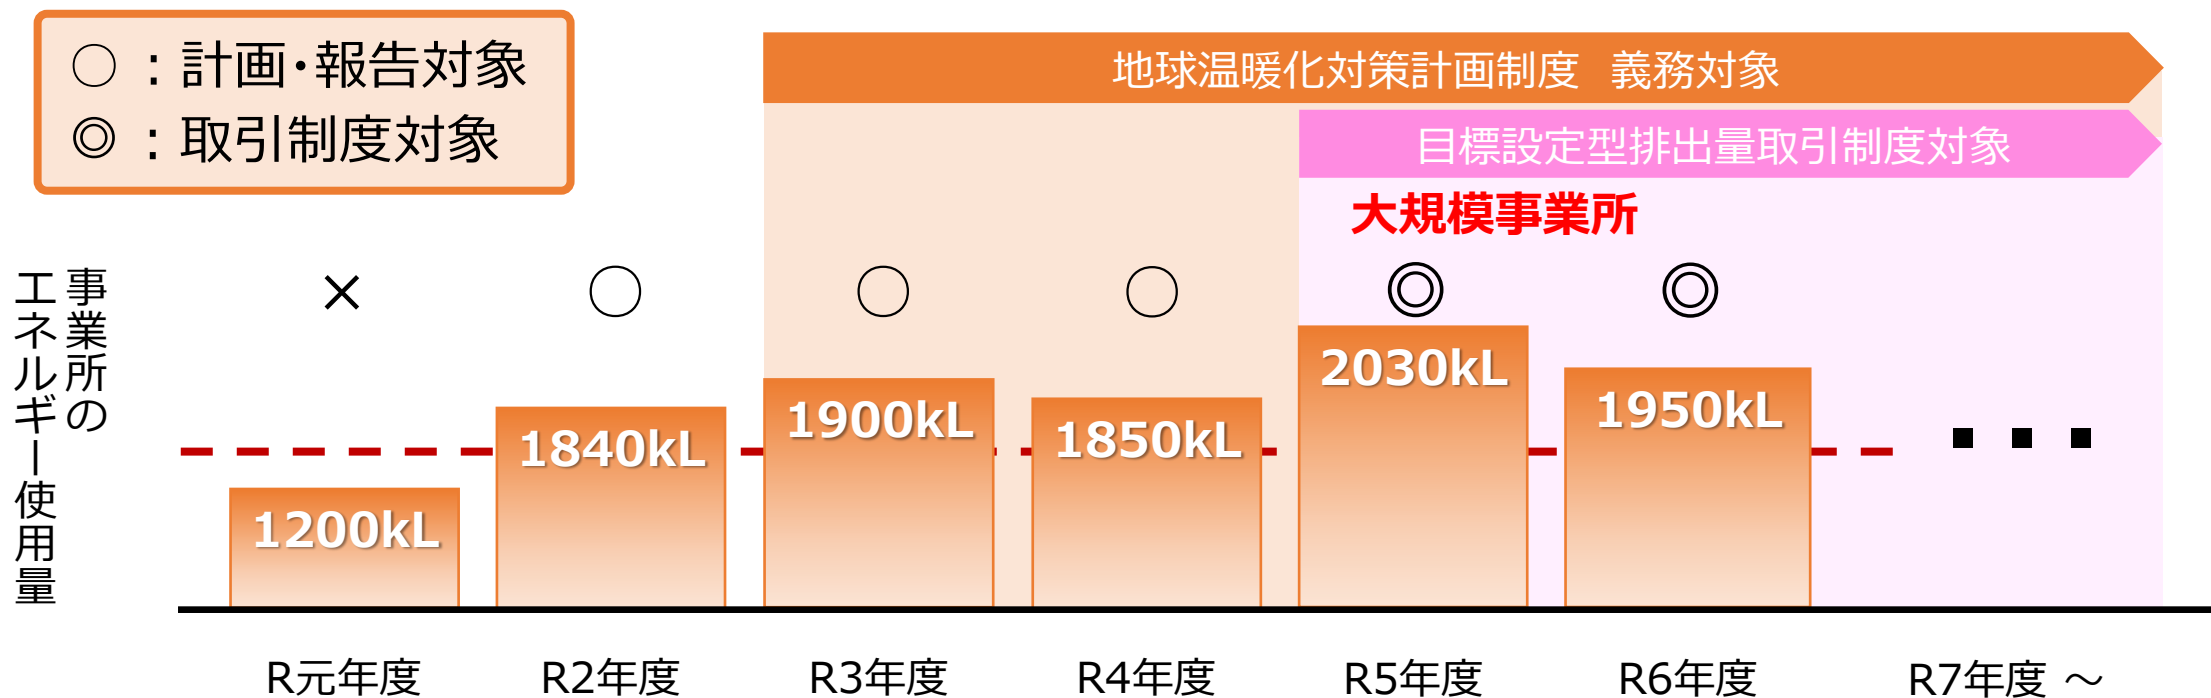 ○：計画・報告対象
◎：取引制度対象
地球温暖化対策計画制度　義務対象
目標設定型排出量取引制度対象
大規模事業所
事業所の
エネルギー使用量
× ○ ○ ○ ◎ ◎
1200kL 1840kL 1900kL 1850kL 2030kL 1950kL
R元年度 R2年度 R3年度 R4年度 R5年度 R6年度 R7年度 ～